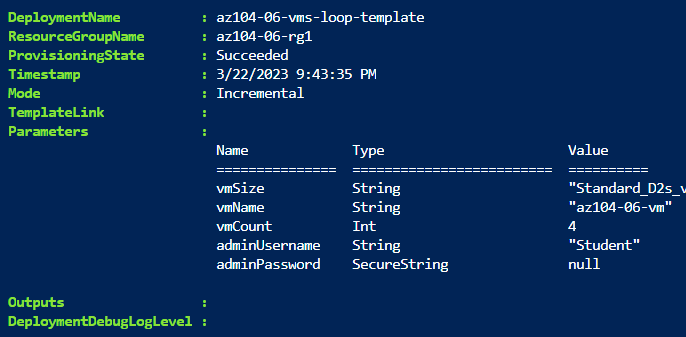 DeploymentName : az104-06-vms-loop-template
ResourceGroupName : az104-06-rg1
ProvisioningState : Succeeded
Timestamp : 3/22/2023 9:43:35 PM
Mode : Incremental
TemplateLink :
Parameters :
Name Type Value
=============== ========================= ==========
vmSize String "Standard_D2s_v
vmName String "az104-06-vm"
vmCount Int 4
adminUsername String "Student"
adminPassword SecureString null
Outputs :
DeploymentDebugLogLevel :